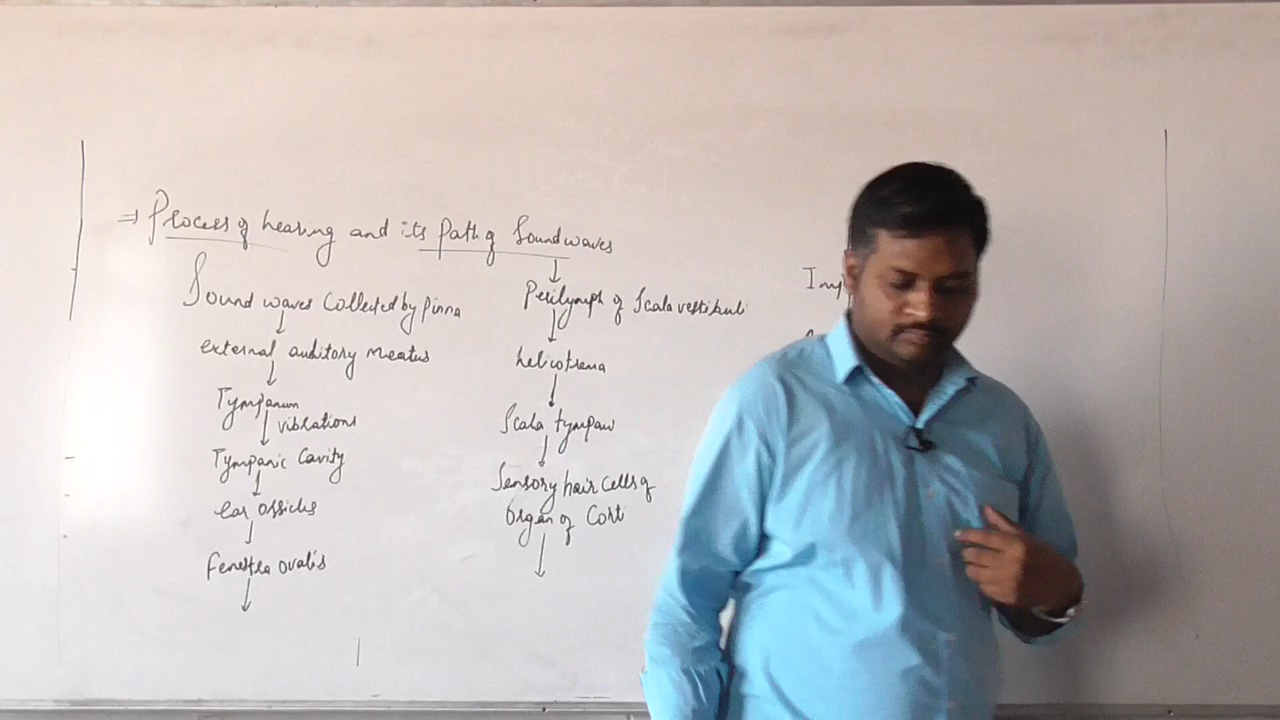 ⇒ Process of hearing and its Path of Sound waves
Sound waves Collected by pinna
↓
external auditory meatus
↓
Tympanum
↓ vibrations
Tympanic Cavity
↓
ear ossicles
↓
Fenestra ovalis
↓
↓
Perilymph of Scala vestibuli
↓
helicotrema
↓
Scala tympani
↓
Sensory hair cells of
Organ of Corti
↓